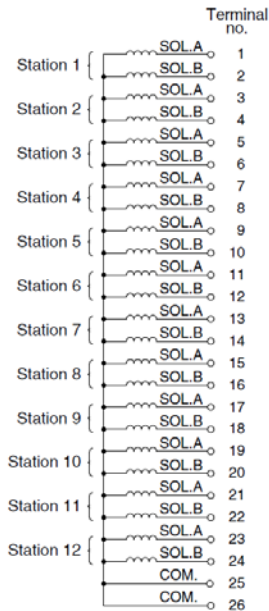 Terminal no.
Station 1
SOL.A 1
SOL.B 2
Station 2
SOL.A 3
SOL.B 4
Station 3
SOL.A 5
SOL.B 6
Station 4
SOL.A 7
SOL.B 8
Station 5
SOL.A 9
SOL.B 10
Station 6
SOL.A 11
SOL.B 12
Station 7
SOL.A 13
SOL.B 14
Station 8
SOL.A 15
SOL.B 16
Station 9
SOL.A 17
SOL.B 18
Station 10
SOL.A 19
SOL.B 20
Station 11
SOL.A 21
SOL.B 22
Station 12
SOL.A 23
SOL.B 24
COM. 25
COM. 26